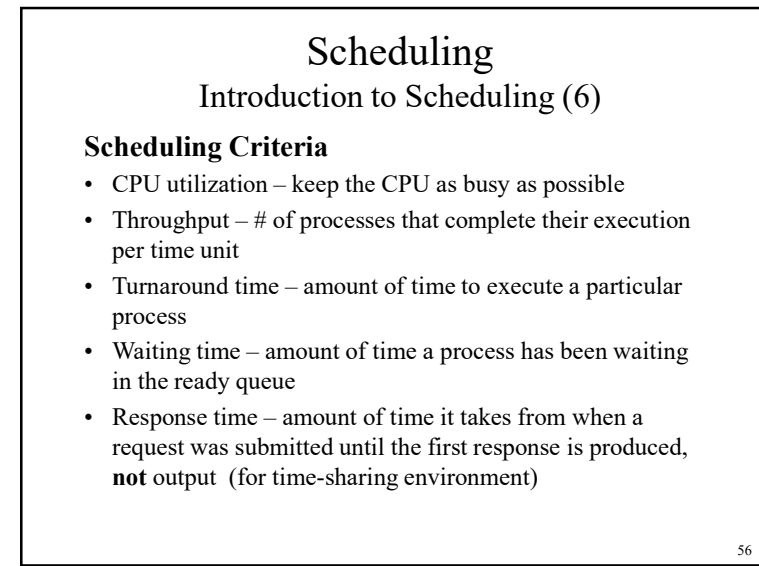 Scheduling
Introduction to Scheduling (6)
Scheduling Criteria
• CPU utilization – keep the CPU as busy as possible
• Throughput – # of processes that complete their execution
per time unit
• Turnaround time – amount of time to execute a particular
process
• Waiting time – amount of time a process has been waiting
in the ready queue
• Response time – amount of time it takes from when a
request was submitted until the first response is produced,
not output (for time-sharing environment)
56